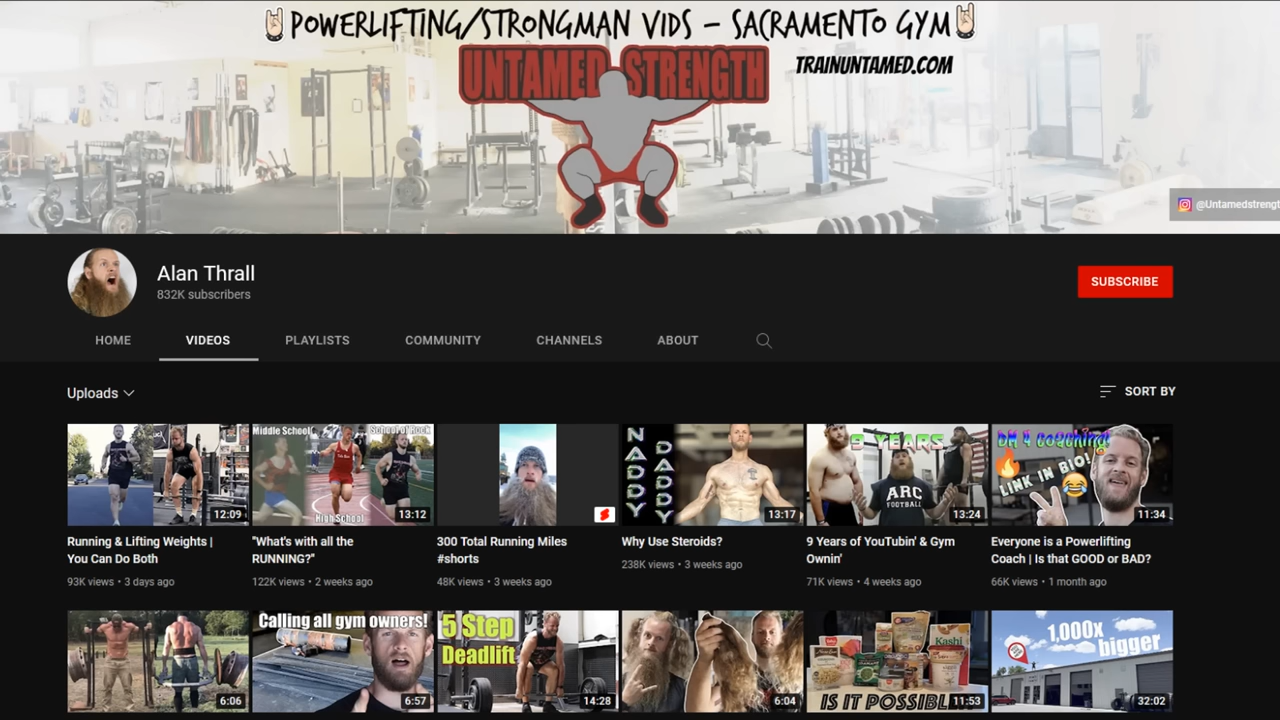 POWERLIFTING/STRONGMAN VIDS – SACRAMENTO GYM
UNTAMED STRENGTH
TRAINUNTAMED.COM
@Untamedstrengt
Alan Thrall
832K subscribers
SUBSCRIBE
HOME
VIDEOS
PLAYLISTS
COMMUNITY
CHANNELS
ABOUT
Uploads
SORT BY
12:09
Running & Lifting Weights |
You Can Do Both
93K views • 3 days ago
Middle School
School of Rock
High School
13:12
"What's with all the
RUNNING?"
122K views • 2 weeks ago
300 Total Running Miles
#shorts
48K views • 3 weeks ago
NADDY
DADDY
13:17
Why Use Steroids?
238K views • 3 weeks ago
9 YEARS
ARC
FOOTBALL
13:24
9 Years of YouTubin' & Gym
Ownin'
71K views • 4 weeks ago
DM 4 coaching!
LINK IN BIO!
11:34
Everyone is a Powerlifting
Coach | Is that GOOD or BAD?
66K views • 1 month ago
6:06
Calling all gym owners!
6:57
5 Step
Deadlift
14:28
6:04
Kashi
IS IT POSSIBL
11:53
1,000x
bigger
32:02